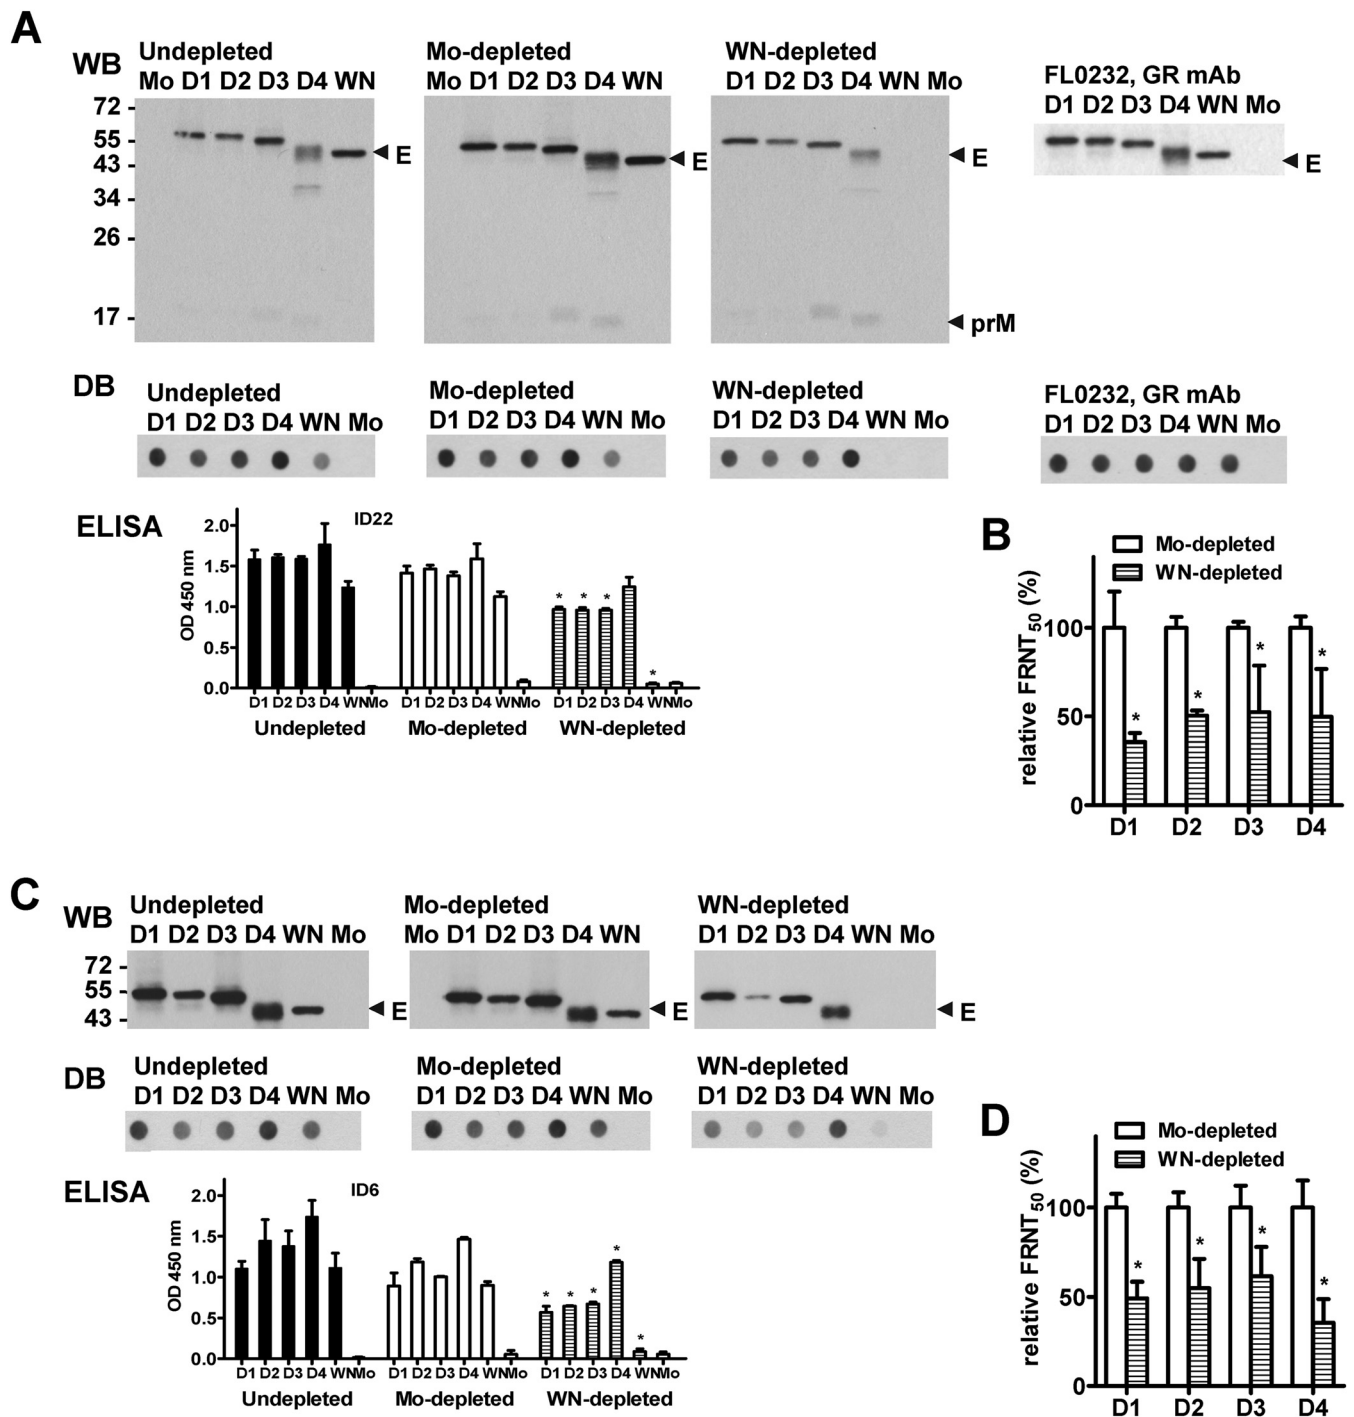 A
WB
Undepleted
Mo D1 D2 D3 D4 WN
Mo-depleted
Mo D1 D2 D3 D4 WN
WN-depleted
D1 D2 D3 D4 WN Mo
FL0232, GR mAb
D1 D2 D3 D4 WN Mo
72
55
43
34
26
17
E
E
E
E
prM
DB
Undepleted
D1 D2 D3 D4 WN Mo
Mo-depleted
D1 D2 D3 D4 WN Mo
WN-depleted
D1 D2 D3 D4 WN Mo
FL0232, GR mAb
D1 D2 D3 D4 WN Mo
ELISA
ID22
OD 450 nm
2.0
1.5
1.0
0.5
0.0
* * * *
D1 D2 D3 D4 WN Mo
D1 D2 D3 D4 WN Mo
D1 D2 D3 D4 WN Mo
Undepleted
Mo-depleted
WN-depleted
B
Mo-depleted
WN-depleted
relative FRNT50 (%)
100
50
0
* * * *
D1 D2 D3 D4
C
WB
Undepleted
D1 D2 D3 D4 WN Mo
Mo-depleted
Mo D1 D2 D3 D4 WN
WN-depleted
D1 D2 D3 D4 WN Mo
72
55
43
E
E
E
DB
Undepleted
D1 D2 D3 D4 WN Mo
Mo-depleted
D1 D2 D3 D4 WN Mo
WN-depleted
D1 D2 D3 D4 WN Mo
ELISA
ID6
OD 450 nm
2.0
1.5
1.0
0.5
0.0
* * * * *
D1 D2 D3 D4 WN Mo
D1 D2 D3 D4 WN Mo
D1 D2 D3 D4 WN Mo
Undepleted
Mo-depleted
WN-depleted
D
Mo-depleted
WN-depleted
relative FRNT50 (%)
100
50
0
* * * *
D1 D2 D3 D4